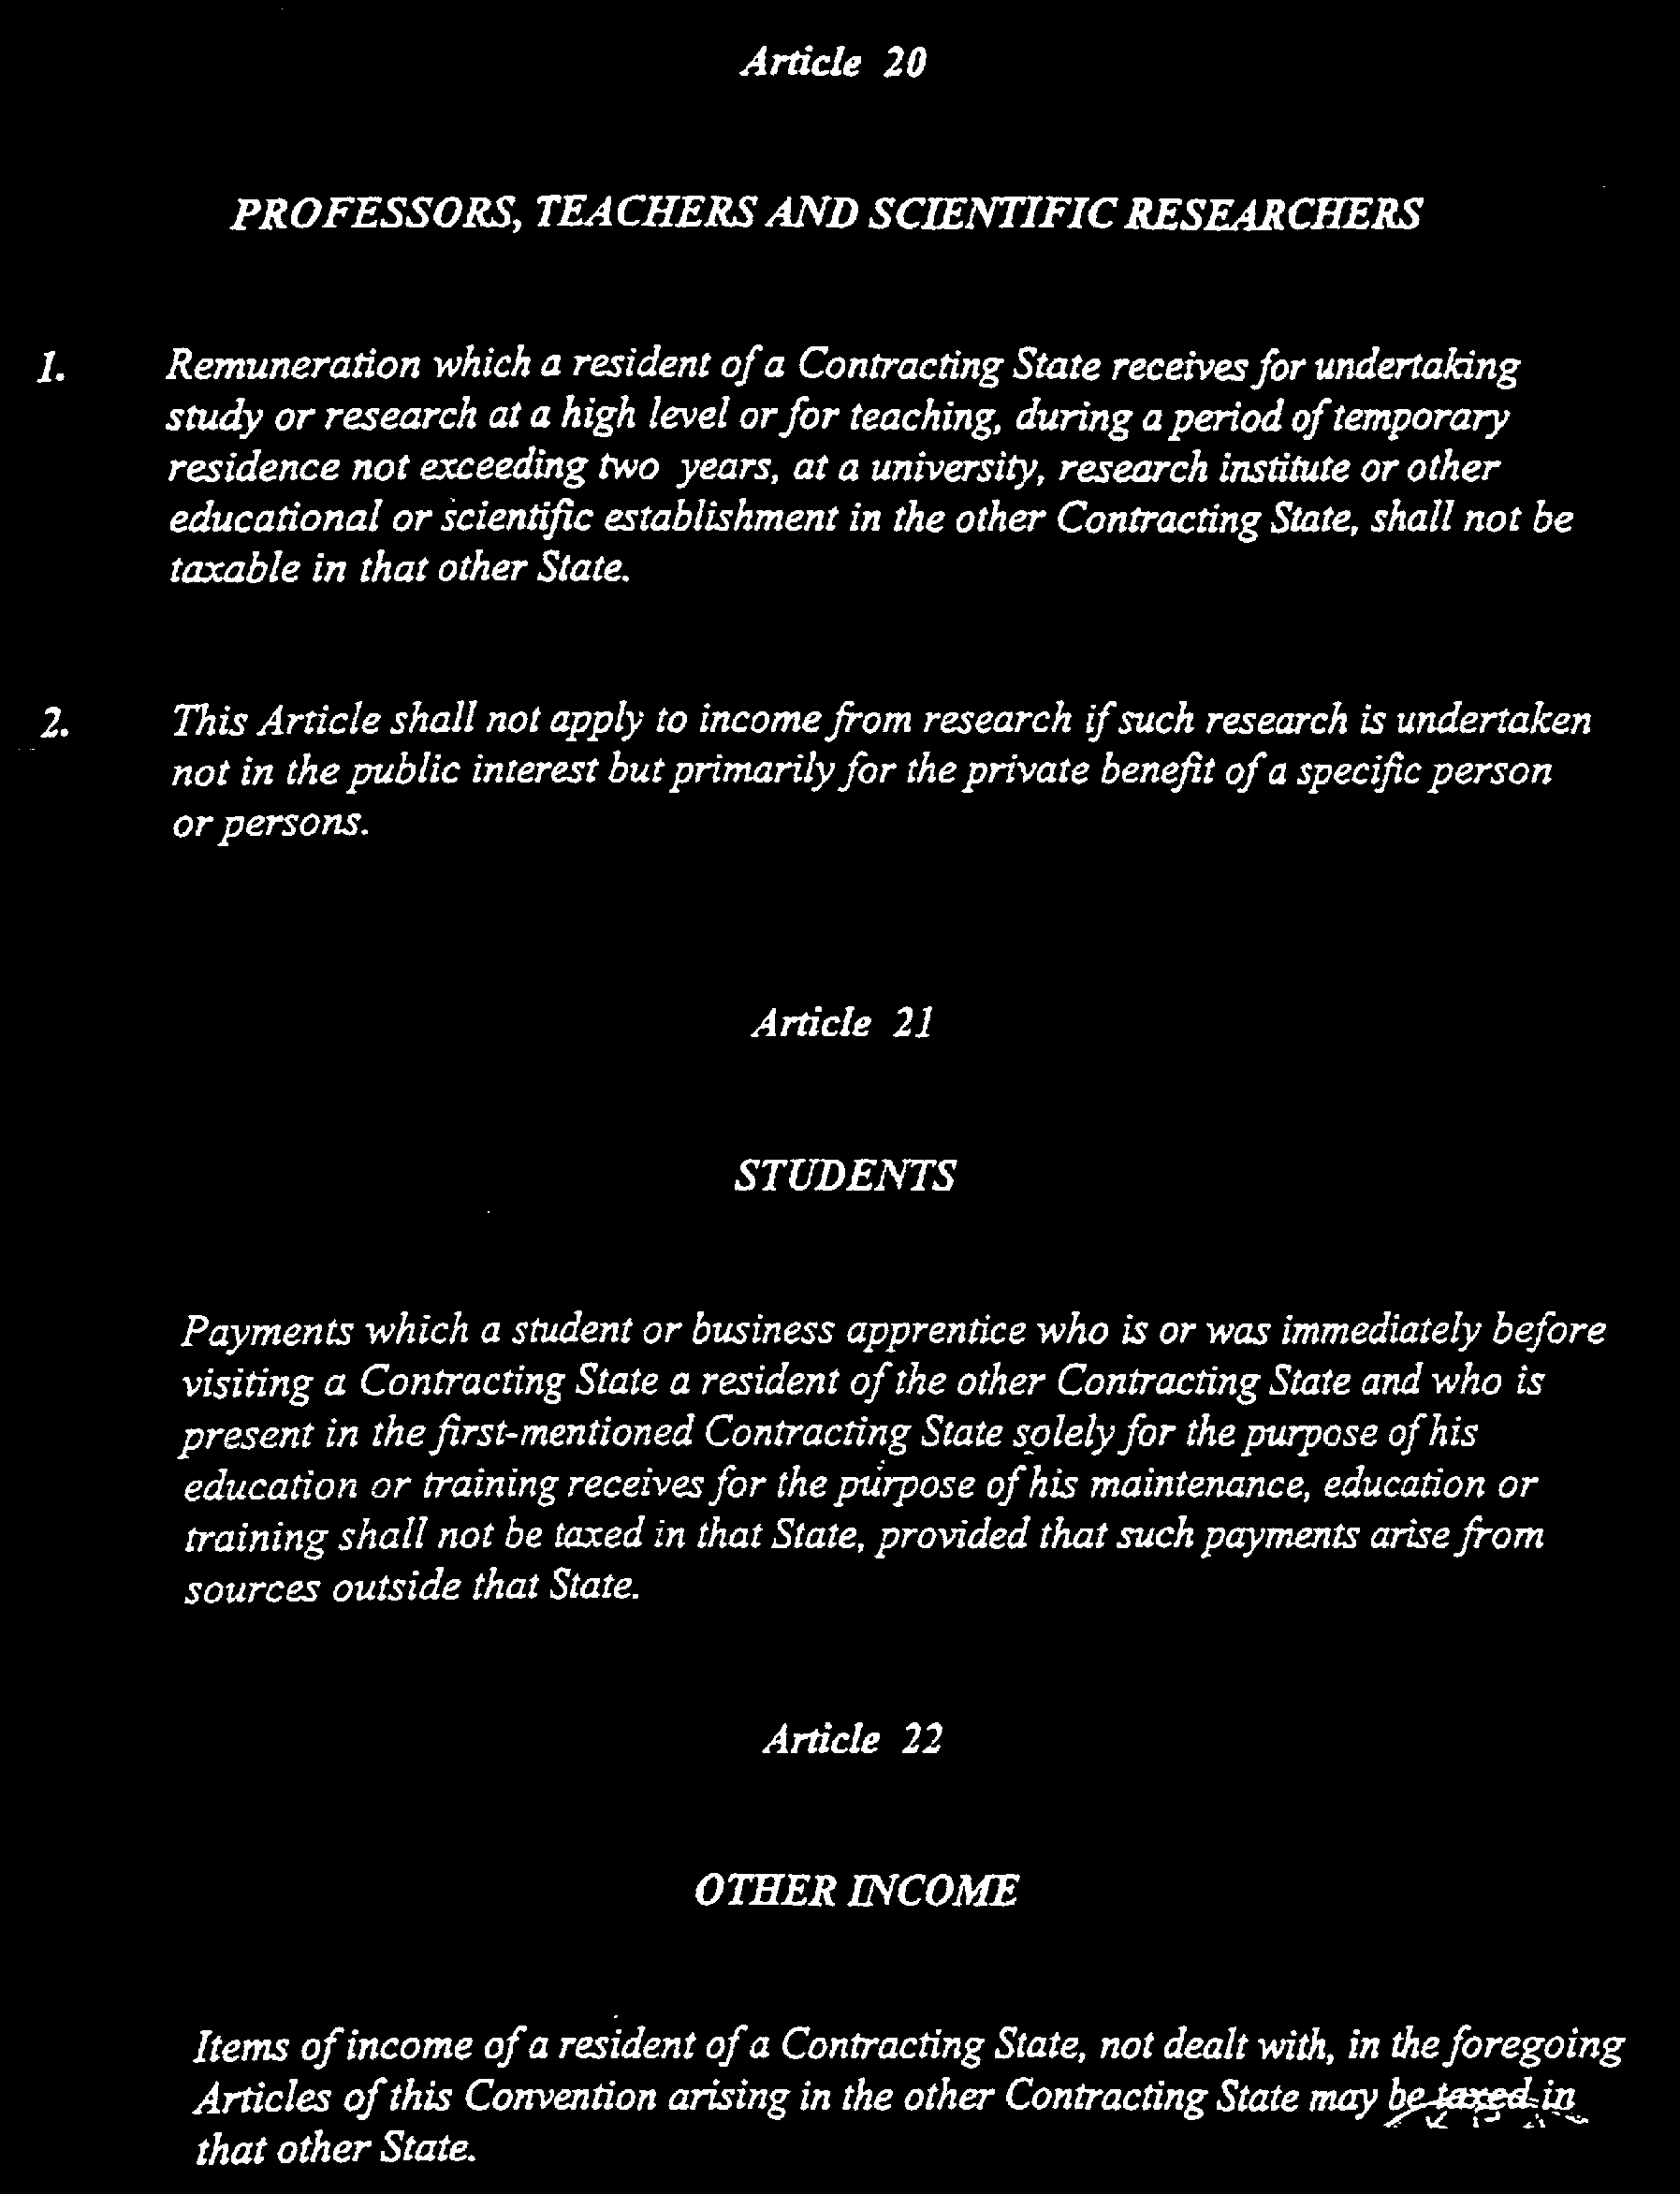 Article 20
PROFESSORS, TEACHERS AND SCIENTIFIC RESEARCHERS
1. Remuneration which a resident of a Contracting State receives for undertaking
study or research at a high level or for teaching, during a period of temporary
residence not exceeding two years, at a university, research institute or other
educational or scientific establishment in the other Contracting State, shall not be
taxable in that other State.
2. This Article shall not apply to income from research if such research is undertaken
not in the public interest but primarily for the private benefit of a specific person
or persons.
Article 21
STUDENTS
Payments which a student or business apprentice who is or was immediately before
visiting a Contracting State a resident of the other Contracting State and who is
present in the first-mentioned Contracting State solely for the purpose of his
education or training receives for the purpose of his maintenance, education or
training shall not be taxed in that State, provided that such payments arise from
sources outside that State.
Article 22
OTHER INCOME
Items of income of a resident of a Contracting State, not dealt with, in the foregoing
Articles of this Convention arising in the other Contracting State may be taxed in
that other State.